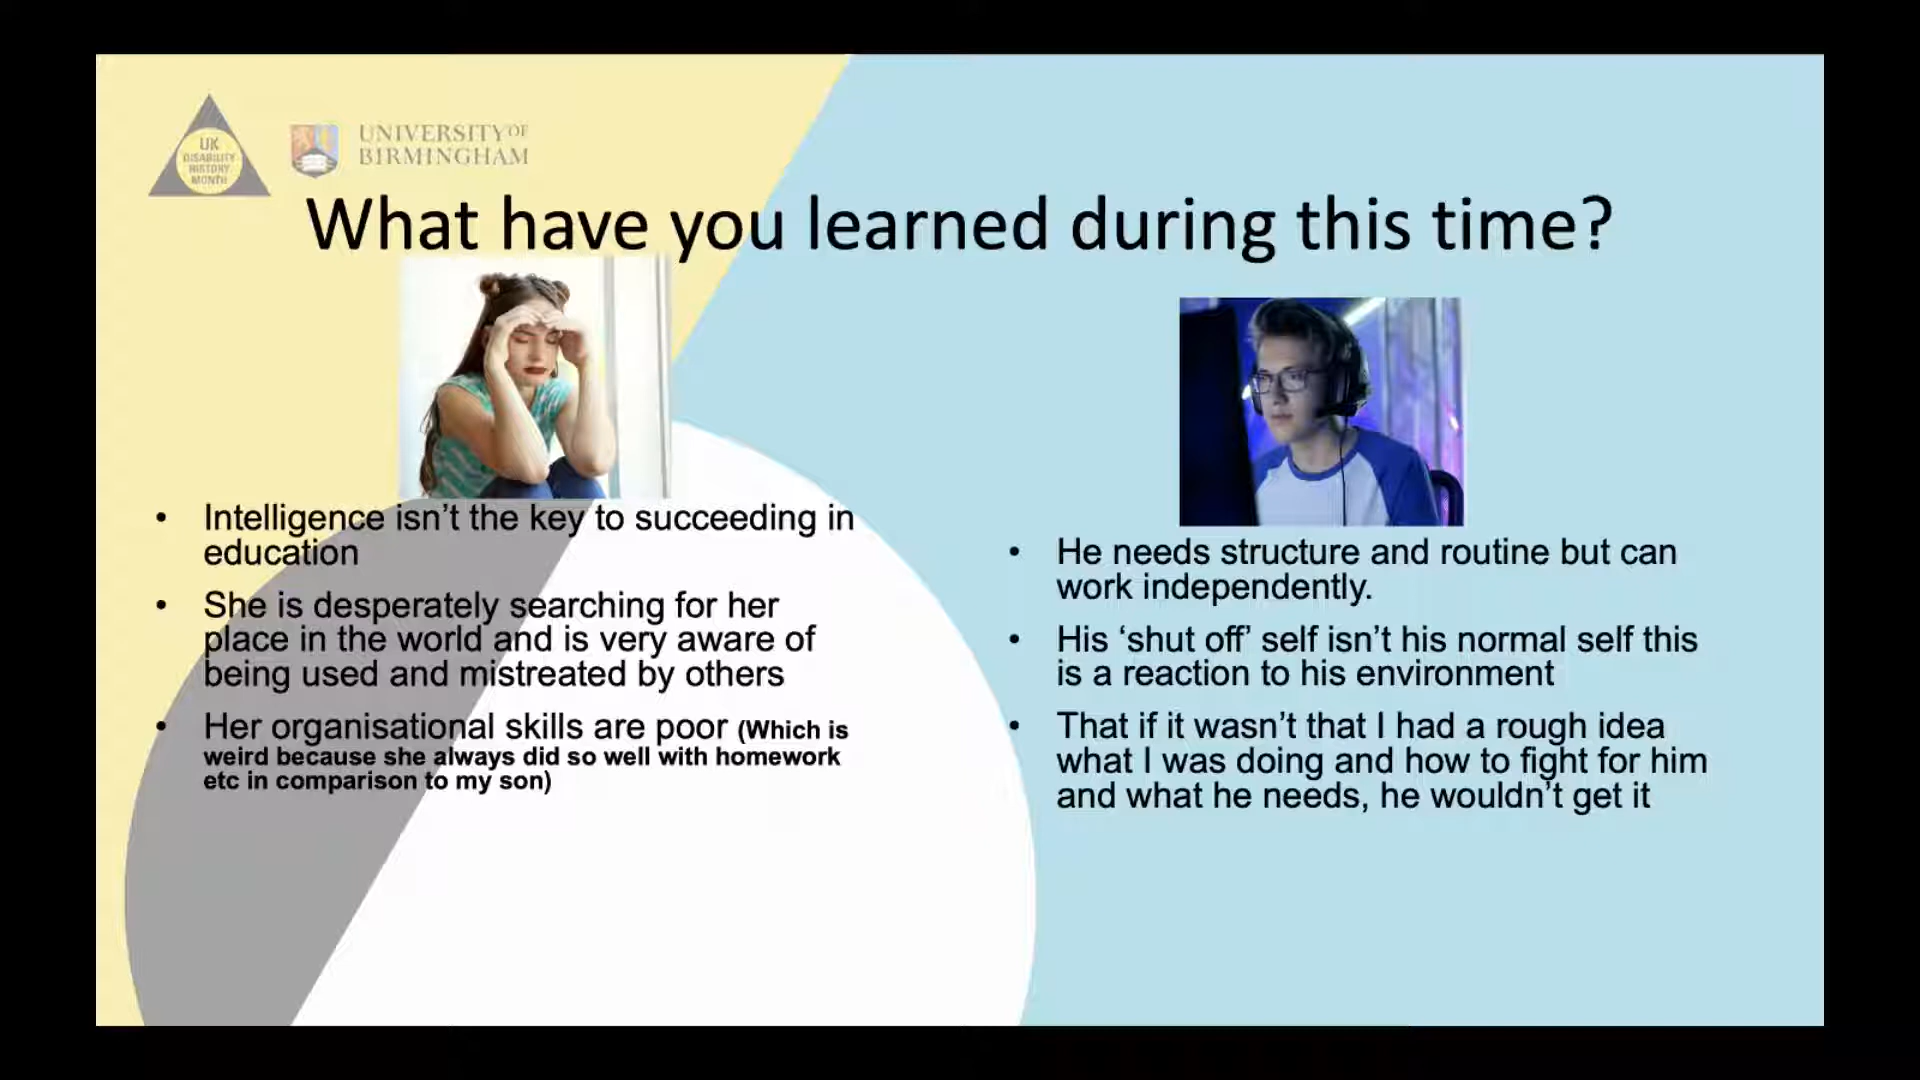 UK
DISABILITY
HISTORY
MONTH
UNIVERSITY OF
BIRMINGHAM
What have you learned during this time?
• Intelligence isn’t the key to succeeding in
education
• She is desperately searching for her
place in the world and is very aware of
being used and mistreated by others
• Her organisational skills are poor (Which is
weird because she always did so well with homework
etc in comparison to my son)
• He needs structure and routine but can
work independently.
• His ‘shut off’ self isn’t his normal self this
is a reaction to his environment
• That if it wasn’t that I had a rough idea
what I was doing and how to fight for him
and what he needs, he wouldn’t get it